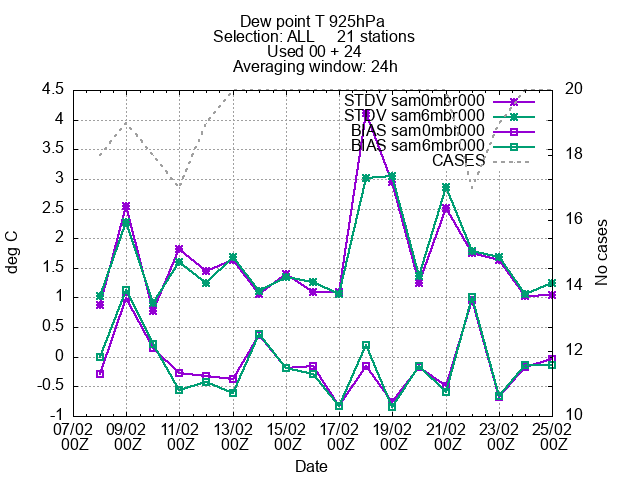 Dew point T 925hPa
Selection: ALL     21 stations
Used 00 + 24
Averaging window: 24h
STDV sam0mbr000
STDV sam6mbr000
BIAS sam0mbr000
BIAS sam6mbr000
CASES
4.5
4
3.5
3
2.5
2
1.5
1
0.5
0
-0.5
-1
deg C
20
18
16
14
12
10
No cases
07/02 09/02 11/02 13/02 15/02 17/02 19/02 21/02 23/02 25/02
00Z 00Z 00Z 00Z 00Z 00Z 00Z 00Z 00Z 00Z
Date